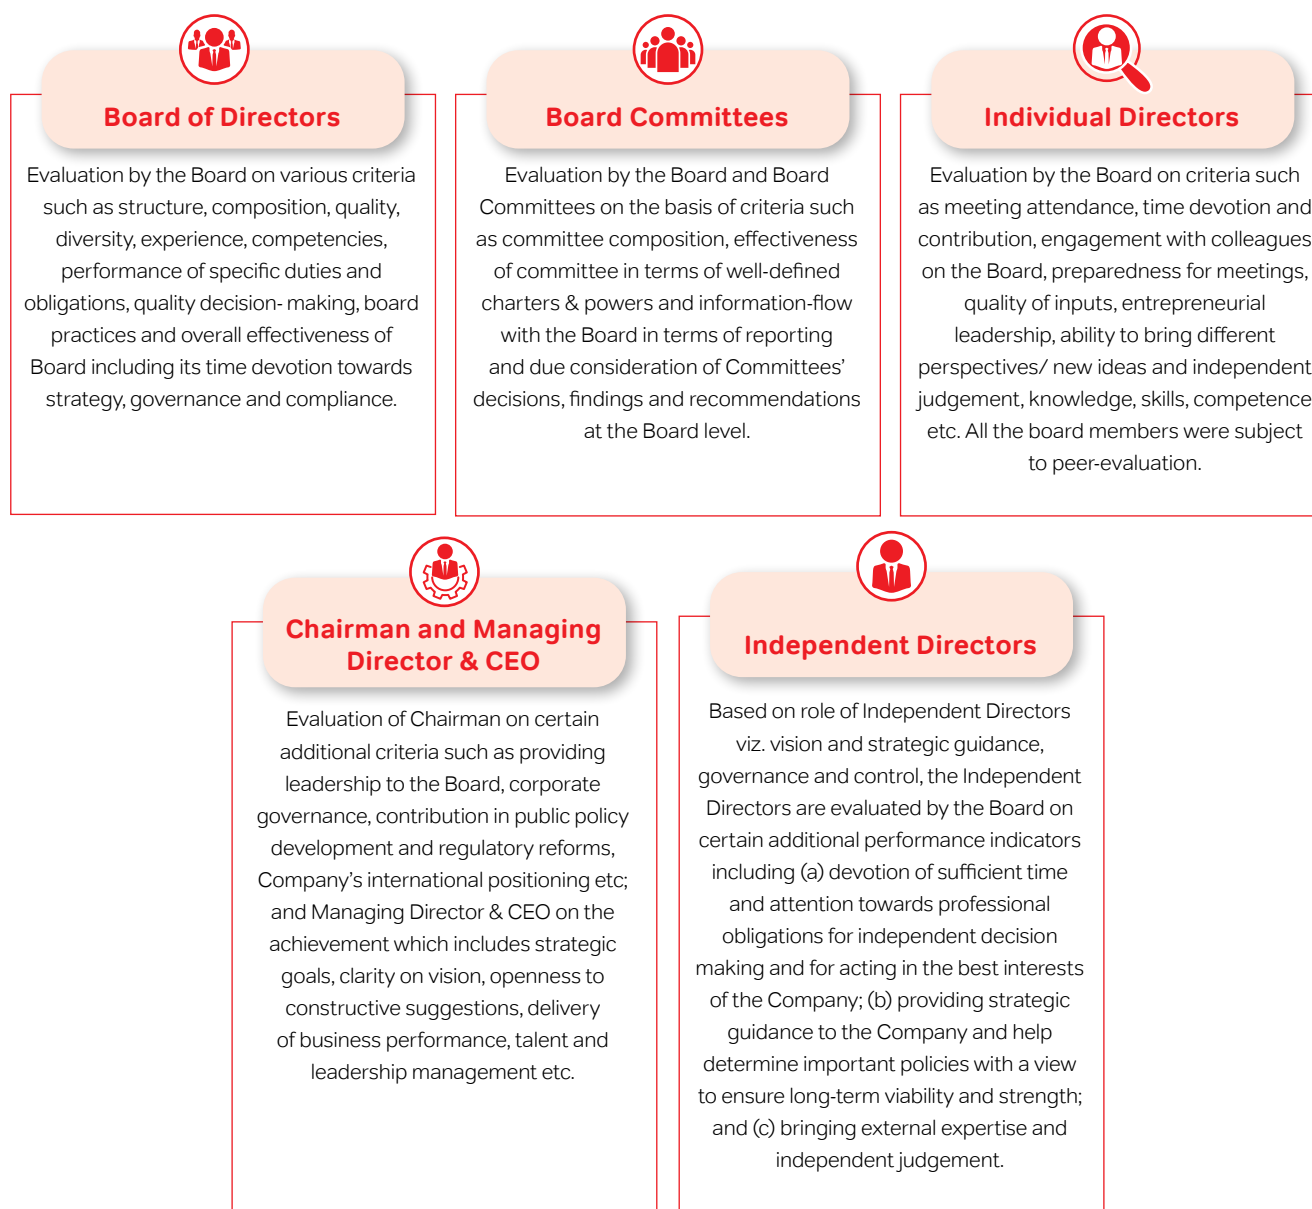 Board of Directors
Evaluation by the Board on various criteria
such as structure, composition, quality,
diversity, experience, competencies,
performance of specific duties and
obligations, quality decision- making, board
practices and overall effectiveness of
Board including its time devotion towards
strategy, governance and compliance.
Board Committees
Evaluation by the Board and Board
Committees on the basis of criteria such
as committee composition, effectiveness
of committee in terms of well-defined
charters & powers and information-flow
with the Board in terms of reporting
and due consideration of Committees’
decisions, findings and recommendations
at the Board level.
Individual Directors
Evaluation by the Board on criteria such
as meeting attendance, time devotion and
contribution, engagement with colleagues
on the Board, preparedness for meetings,
quality of inputs, entrepreneurial
leadership, ability to bring different
perspectives/ new ideas and independent
judgement, knowledge, skills, competence
etc. All the board members were subject
to peer-evaluation.
Chairman and Managing
Director & CEO
Evaluation of Chairman on certain
additional criteria such as providing
leadership to the Board, corporate
governance, contribution in public policy
development and regulatory reforms,
Company’s international positioning etc;
and Managing Director & CEO on the
achievement which includes strategic
goals, clarity on vision, openness to
constructive suggestions, delivery
of business performance, talent and
leadership management etc.
Independent Directors
Based on role of Independent Directors
viz. vision and strategic guidance,
governance and control, the Independent
Directors are evaluated by the Board on
certain additional performance indicators
including (a) devotion of sufficient time
and attention towards professional
obligations for independent decision
making and for acting in the best interests
of the Company; (b) providing strategic
guidance to the Company and help
determine important policies with a view
to ensure long-term viability and strength;
and (c) bringing external expertise and
independent judgement.